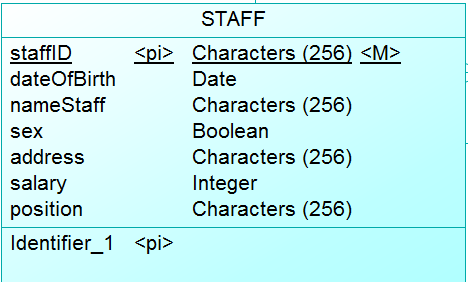 STAFF
staffID <pi> Characters (256) <M>
dateOfBirth Date
nameStaff Characters (256)
sex Boolean
address Characters (256)
salary Integer
position Characters (256)
Identifier_1 <pi>